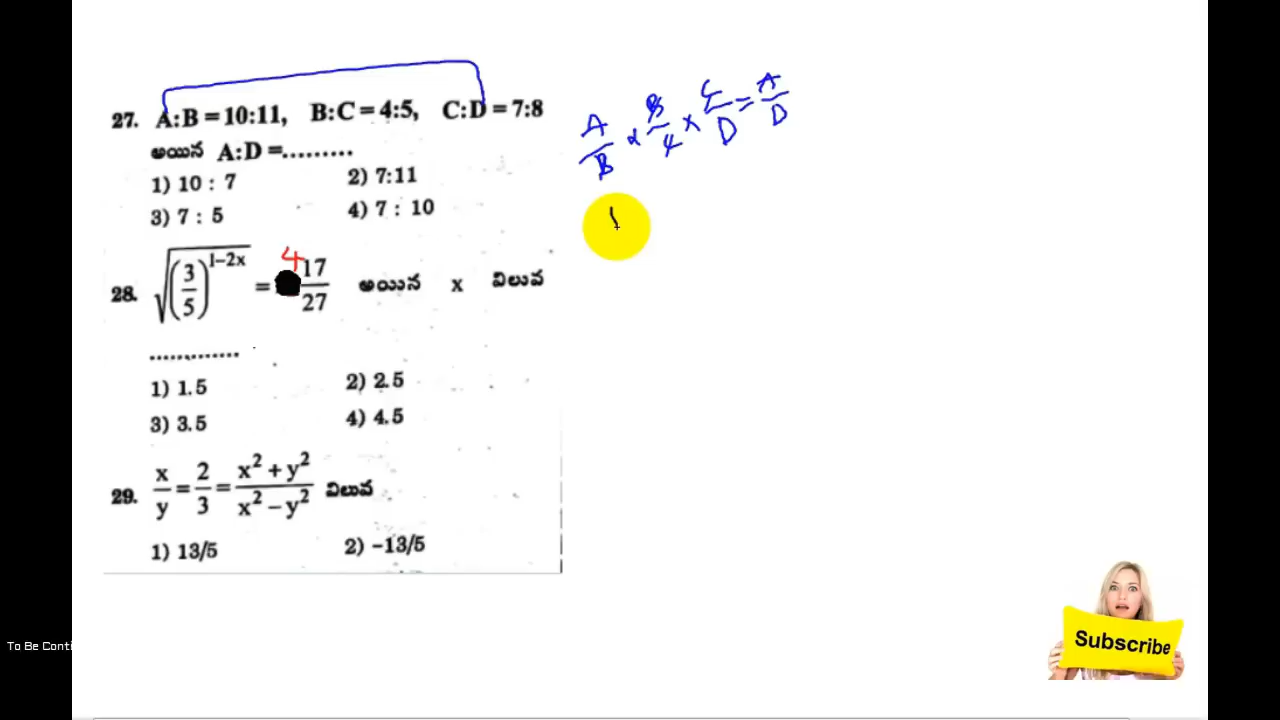 27. A:B = 10:11, B:C = 4:5, C:D = 7:8
అయిన A:D =.........
1) 10 : 7 2) 7:11
3) 7 : 5 4) 7 : 10
28. √(3/5)^1-2x = 4 17/27 అయిన x విలువ
.............
1) 1.5 2) 2.5
3) 3.5 4) 4.5
29. x/y = 2/3 = x²+y²/x²-y² విలువ
1) 13/5 2) -13/5
A/B × B/4 × C/D = A/D
Subscribe
To Be Conti